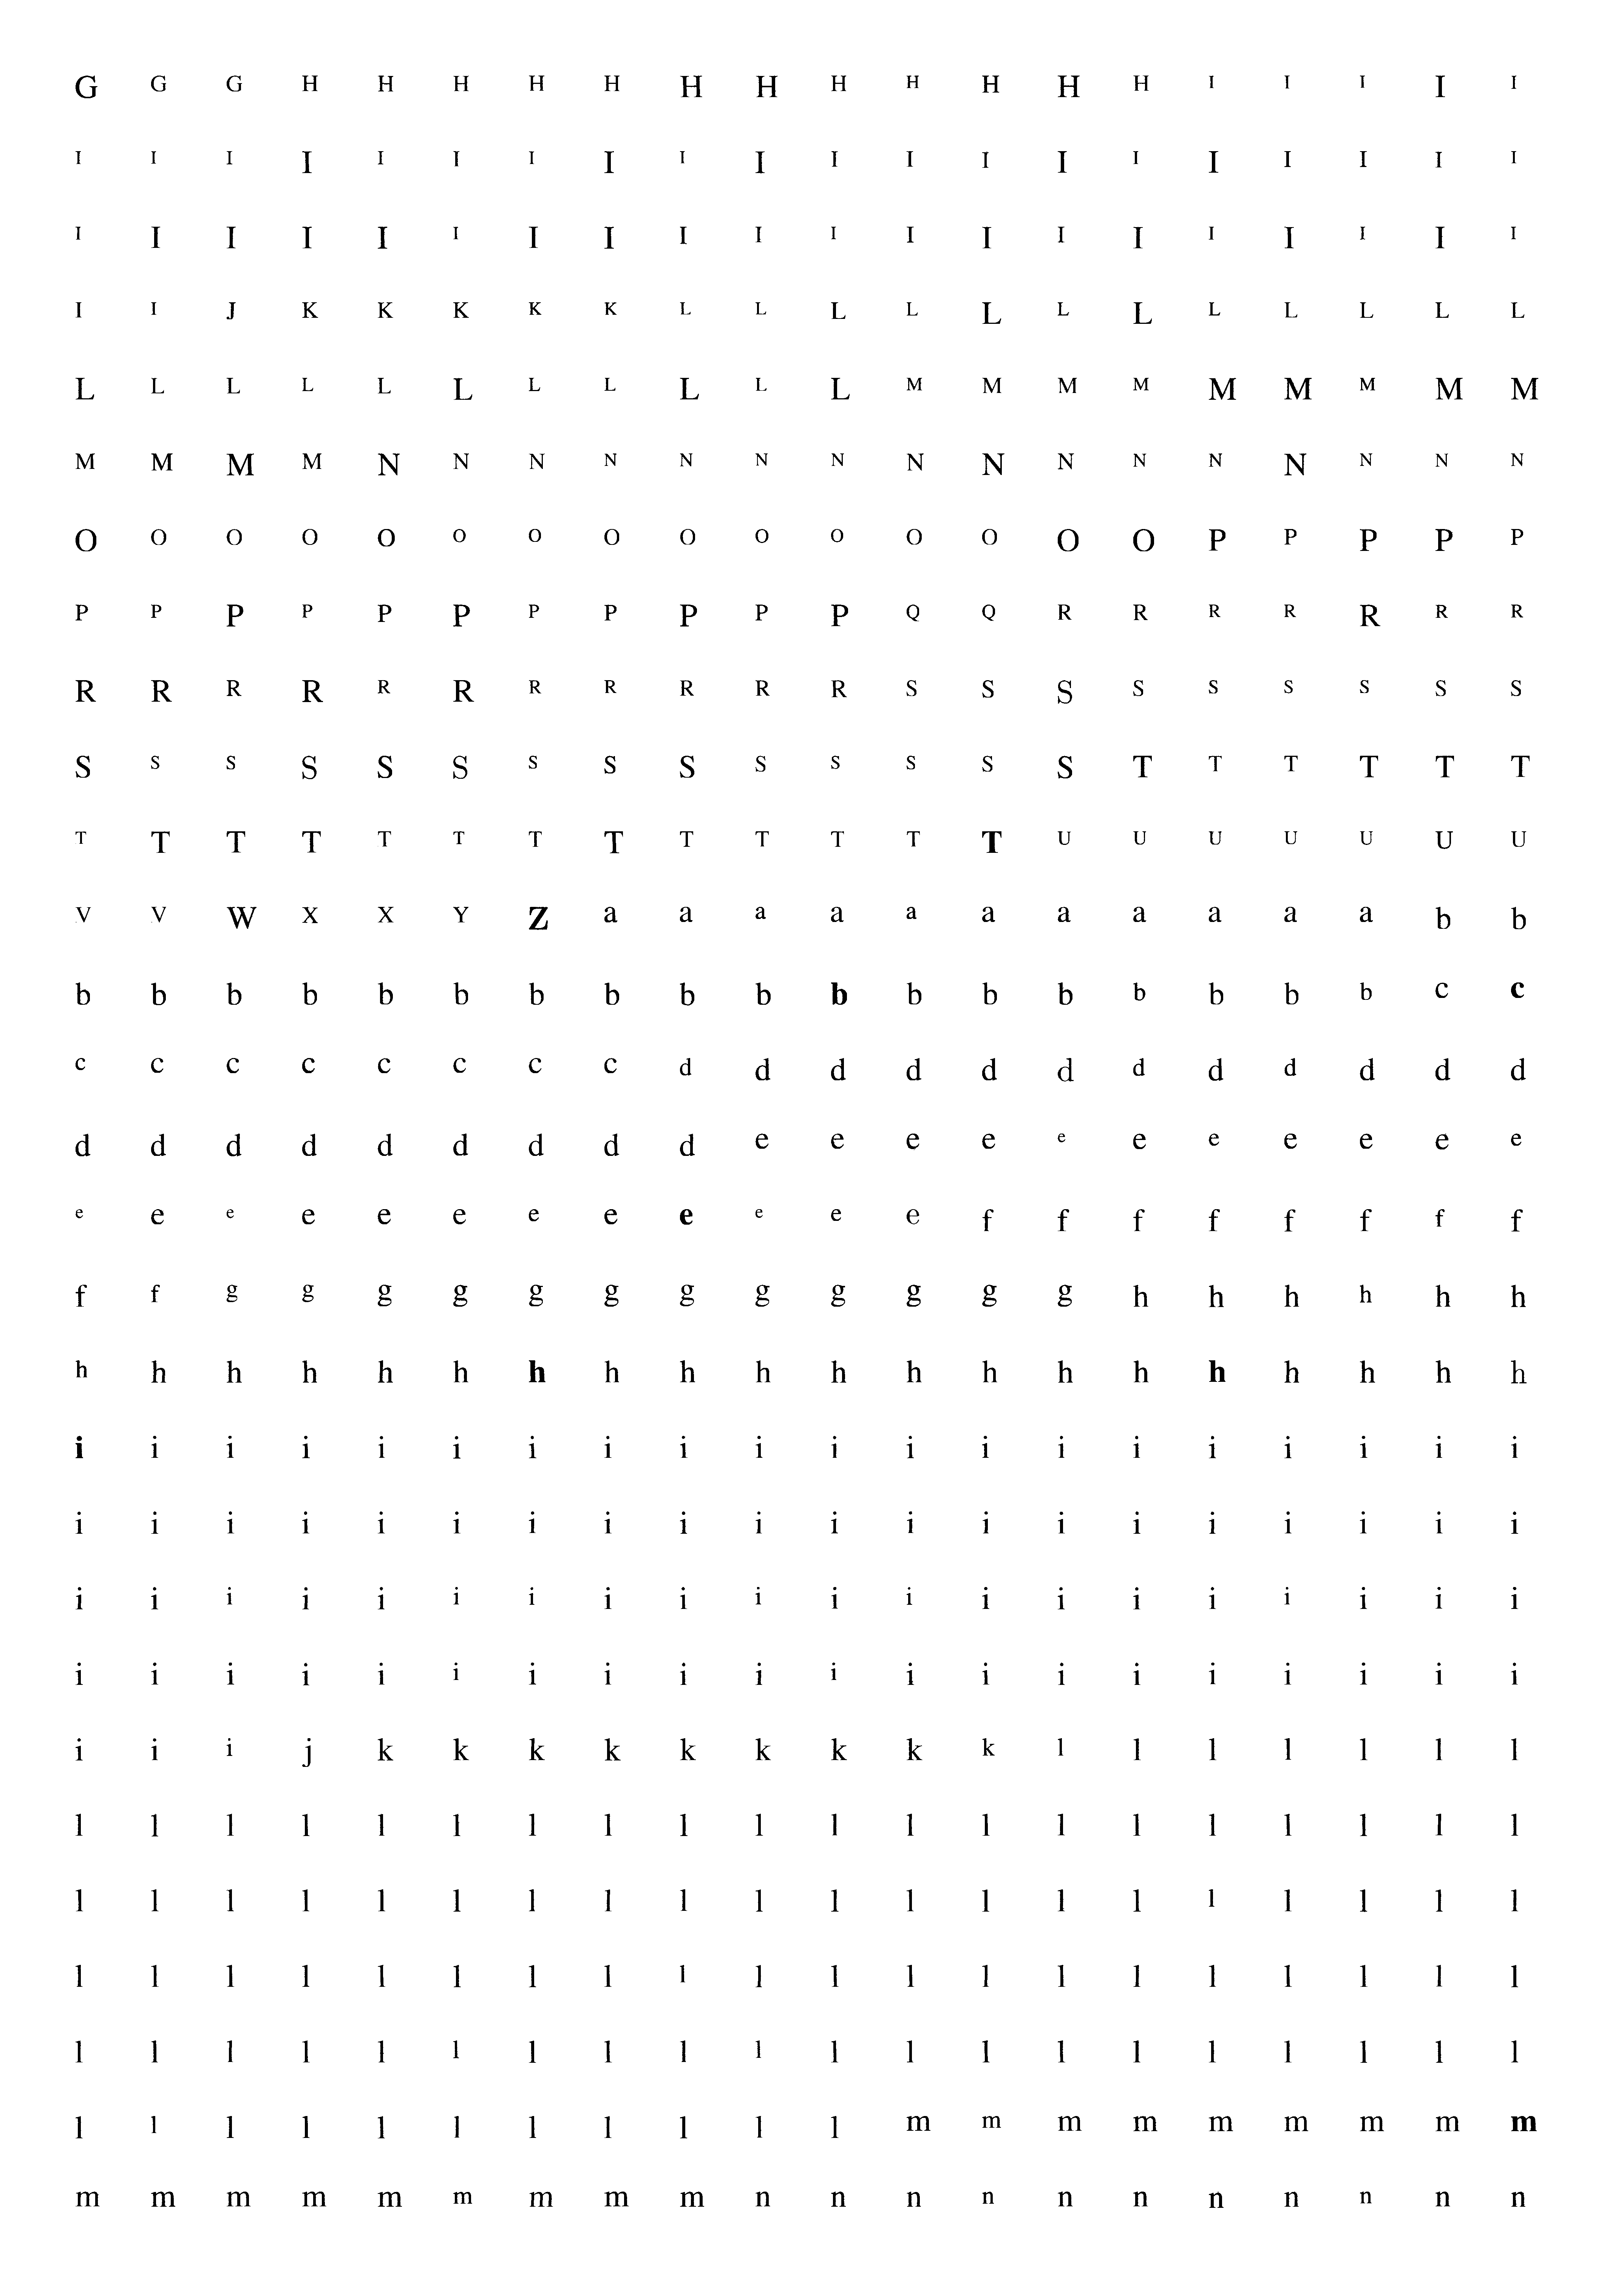 G G G H H H H H H H H H H H H I I I I I
I I I I I I I I I I I I I I I I I I I I
I I I I I I I I I I I I I I I I I I I I
I I J K K K K K L L L L L L L L L L L L
L L L L L L L L L L L M M M M M M M M M
M M M M N N N N N N N N N N N N N N N N
O O O O O O O O O O O O O O O P P P P P
P P P P P P P P P P P Q Q R R R R R R R
R R R R R R R R R R R S S S S S S S S S
S S S S S S S S S S S S S S T T T T T T
T T T T T T T T T T T T T U U U U U U U
V V W X X Y Z a a a a a a a a a a a b b
b b b b b b b b b b b b b b b b b b c c
c c c c c c c c d d d d d d d d d d d d
d d d d d d d d d e e e e e e e e e e e
e e e e e e e e e e e e f f f f f f f f
f f g g g g g g g g g g g g h h h h h h
h h h h h h h h h h h h h h h h h h h h
i i i i i i i i i i i i i i i i i i i i
i i i i i i i i i i i i i i i i i i i i
i i i i i i i i i i i i i i i i i i i i
i i i i i i i i i i i i i i i i i i i i
i i i j k k k k k k k k k l l l l l l l
l l l l l l l l l l l l l l l l l l l l
l l l l l l l l l l l l l l l l l l l l
l l l l l l l l l l l l l l l l l l l l
l l l l l l l l l l l l l l l l l l l l
l l l l l l l l l l l m m m m m m m m m
m m m m m m m m m n n n n n n n n n n n